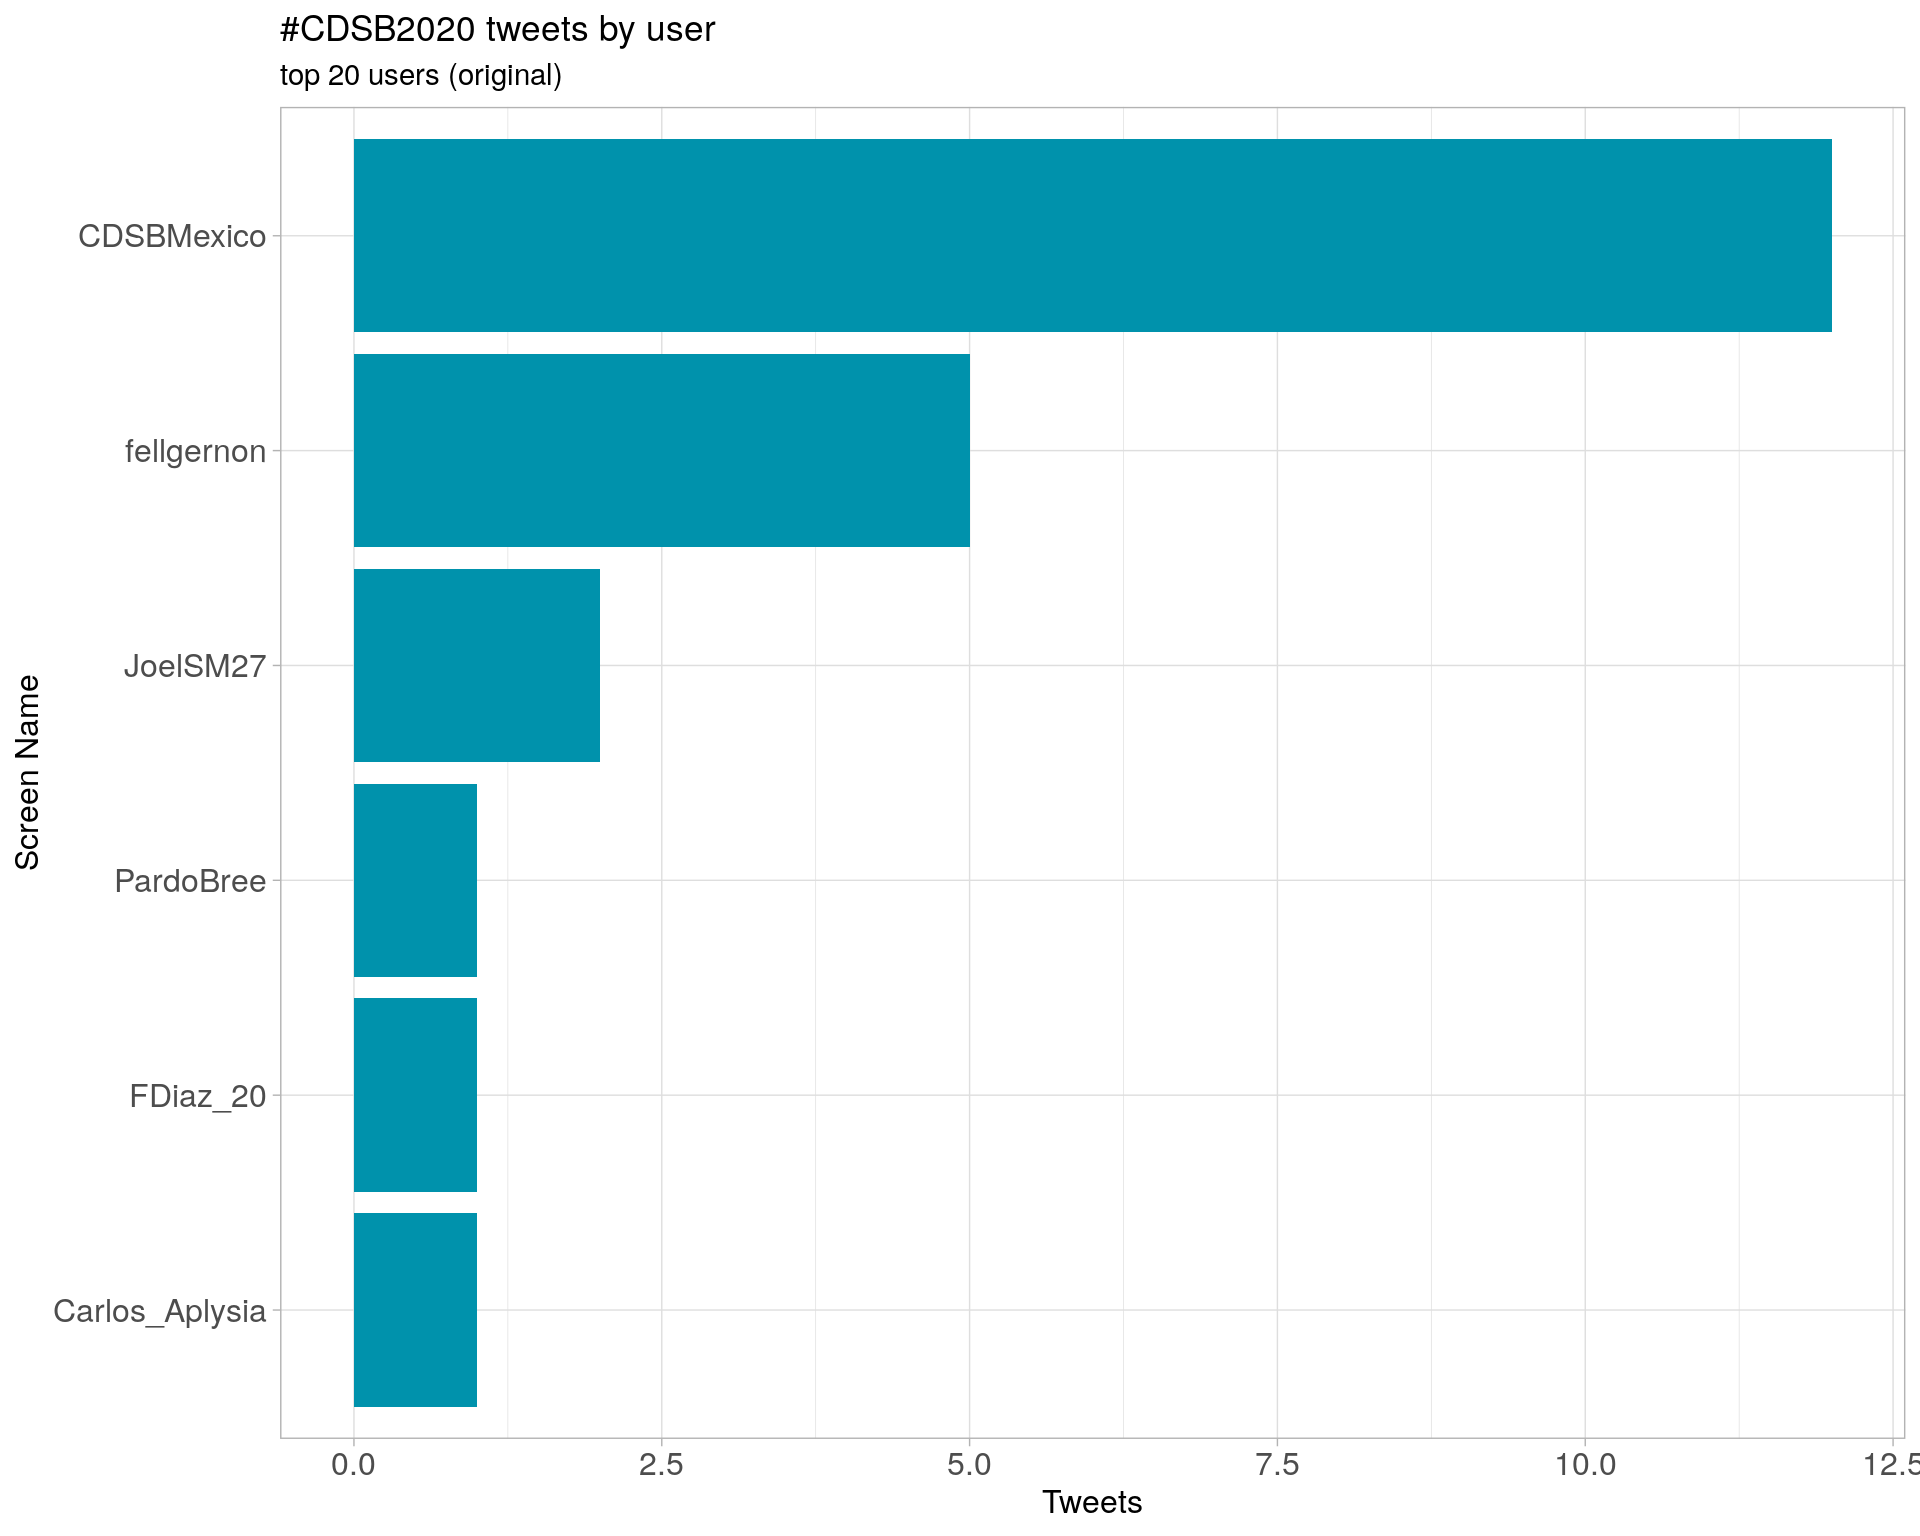 #CDSB2020 tweets by user
top 20 users (original)
Screen Name
CDSBMexico
fellgernon
JoelSM27
PardoBree
FDiaz_20
Carlos_Aplysia
0.0 2.5 5.0 7.5 10.0 12.5
Tweets